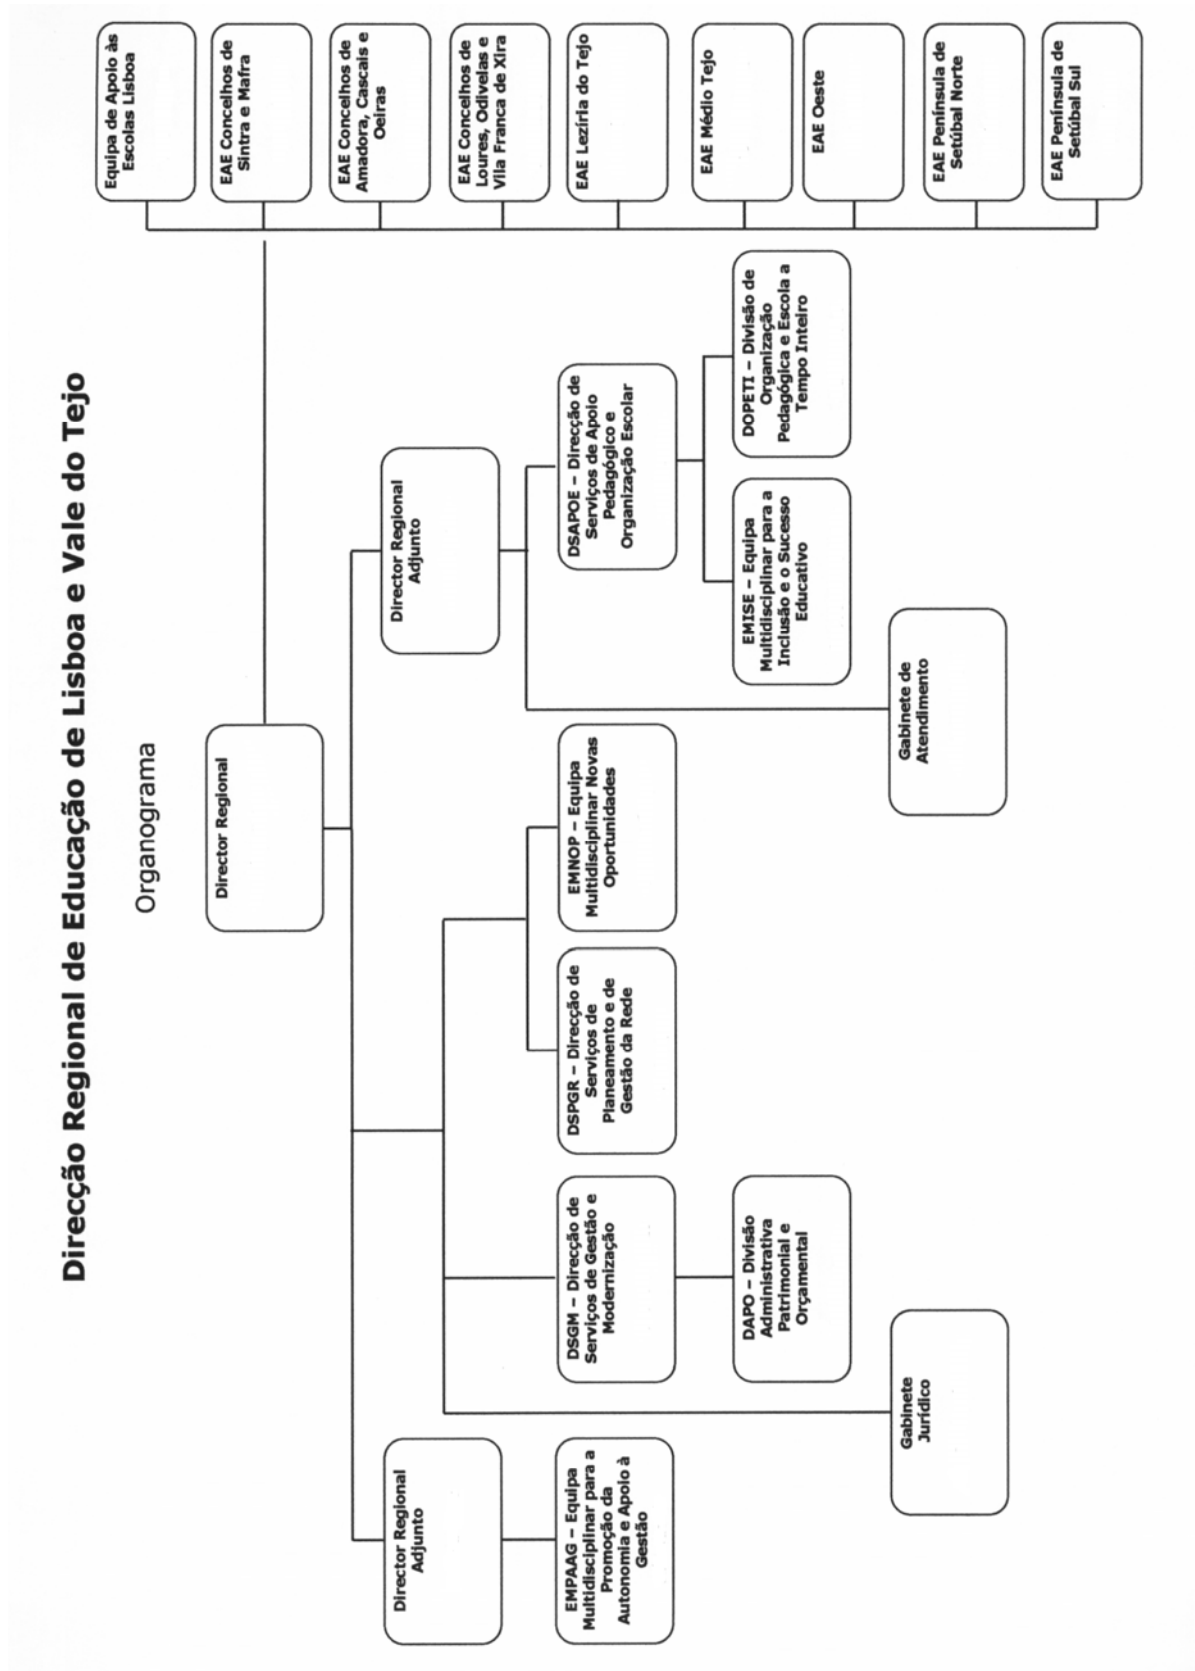 Direcção Regional de Educação de Lisboa e Vale do Tejo
Organograma
Director Regional
Director Regional
Adjunto
EMPAAG – Equipa
Multidisciplinar para a
Promoção da
Autonomia e Apoio à
Gestão
DSGM – Direcção de
Serviços de Gestão e
Modernização
DAPO – Divisão
Administrativa
Patrimonial e
Orçamental
Gabinete
Jurídico
DSPGR – Direcção de
Serviços de
Planeamento e de
Gestão da Rede
EMNOP – Equipa
Multidisciplinar Novas
Oportunidades
Director Regional
Adjunto
DSAPOE – Direcção de
Serviços de Apoio
Pedagógico e
Organização Escolar
EMISE – Equipa
Multidisciplinar para a
Inclusão e o Sucesso
Educativo
DOPETI – Divisão de
Organização
Pedagógica e Escola a
Tempo Inteiro
Gabinete de
Atendimento
Equipa de Apoio às
Escolas Lisboa
EAE Concelhos de
Sintra e Mafra
EAE Concelhos de
Amadora, Cascais e
Oeiras
EAE Concelhos de
Loures, Odivelas e
Vila Franca de Xira
EAE Lezíria do Tejo
EAE Médio Tejo
EAE Oeste
EAE Península de
Setúbal Norte
EAE Península de
Setúbal Sul